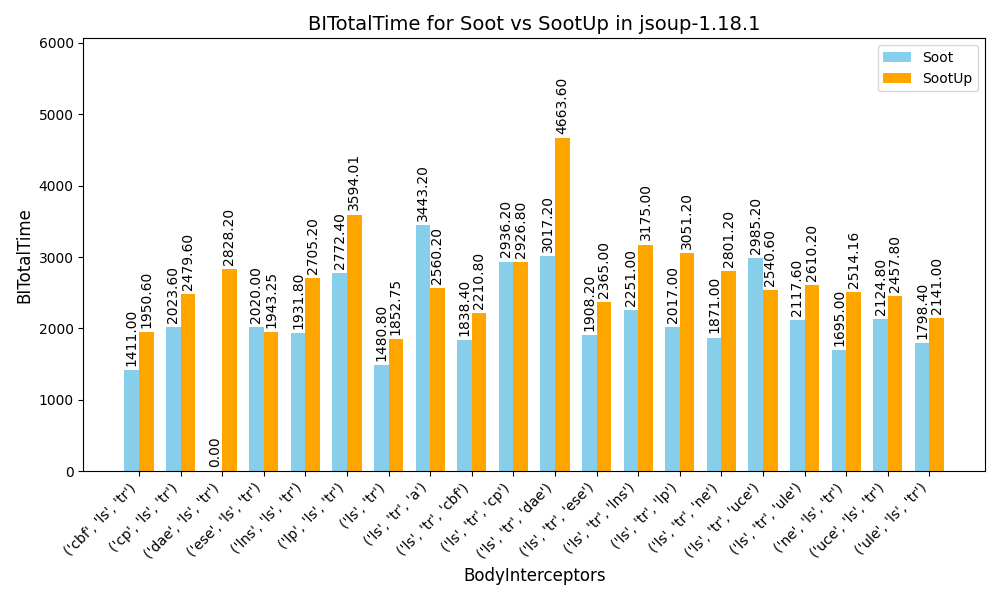 BITotalTime for Soot vs SootUp in jsoup-1.18.1
Soot
SootUp
BITotalTime
6000
5000
4000
3000
2000
1000
0
1411.00
1950.60
2023.60
2479.60
0.00
2828.20
2020.00
1943.25
1931.80
2705.20
2772.40
3594.01
1480.80
1852.75
3443.20
2560.20
1838.40
2210.80
2936.20
2926.80
3017.20
4663.60
1908.20
2365.00
2251.00
3175.00
2017.00
3051.20
1871.00
2801.20
2985.20
2540.60
2117.60
2610.20
1695.00
2514.16
2124.80
2457.80
1798.40
2141.00
('cbf', 'ls', 'tr')
('cp', 'ls', 'tr')
('dae', 'ls', 'tr')
('ese', 'ls', 'tr')
('lns', 'ls', 'tr')
('lp', 'ls', 'tr')
('ls', 'tr')
('ls', 'tr', 'a')
('ls', 'tr', 'cbf')
('ls', 'tr', 'cp')
('ls', 'tr', 'dae')
('ls', 'tr', 'ese')
('ls', 'tr', 'lns')
('ls', 'tr', 'lp')
('ls', 'tr', 'ne')
('ls', 'tr', 'uce')
('ls', 'tr', 'ule')
('ne', 'ls', 'tr')
('uce', 'ls', 'tr')
('ule', 'ls', 'tr')
BodyInterceptors